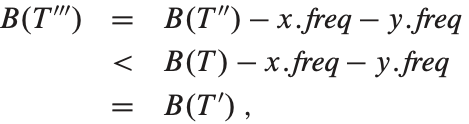 B(T''') = B(T'') − x.freq − y.freq
< B(T) − x.freq − y.freq
= B(T') ,